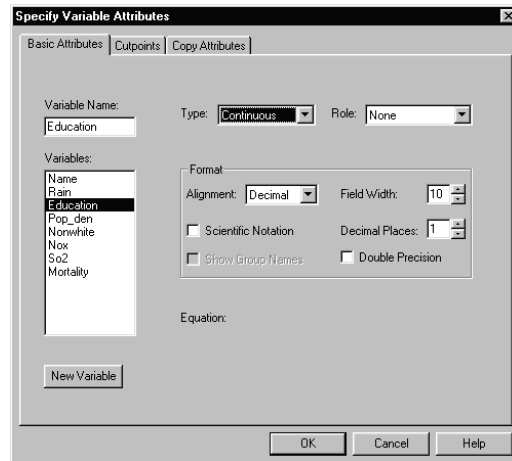 Specify Variable Attributes
Basic Attributes Cutpoints Copy Attributes
Variable Name:
Education
Type: Continuous Role: None
Variables:
Name
Rain
Education
Pop_den
Nonwhite
Nox
So2
Mortality
Format
Alignment: Decimal Field Width: 10
Scientific Notation Decimal Places: 1
Show Group Names Double Precision
Equation:
New Variable
OK Cancel Help